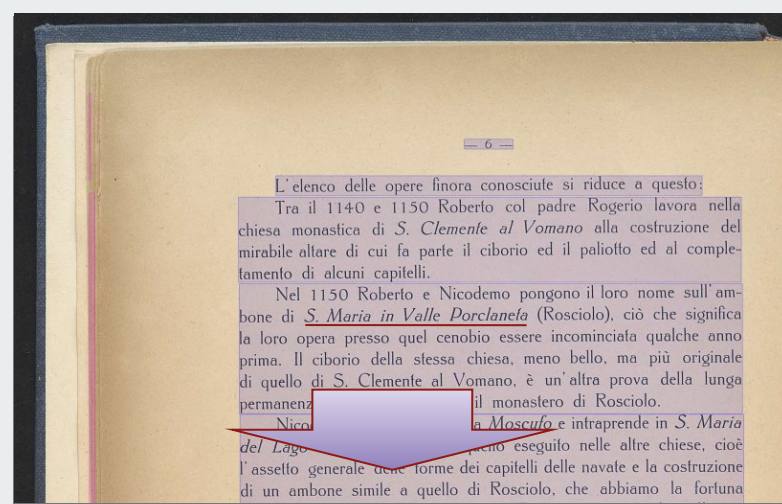 — 6 —
L'elenco delle opere finora conosciute si riduce a questo:
Tra il 1140 e 1150 Roberto col padre Rogerio lavora nella
chiesa monastica di S. Clemente al Vomano alla costruzione del
mirabile altare di cui fa parte il ciborio ed il paliotto ed al comple-
tamento di alcuni capitelli.
Nel 1150 Roberto e Nicodemo pongono il loro nome sull'am-
bone di S. Maria in Valle Porclaneta (Rosciolo), ciò che significa
la loro opera presso quel cenobio essere incominciata qualche anno
prima. Il ciborio della stessa chiesa, meno bello, ma più originale
di quello di S. Clemente al Vomano, è un'altra prova della lunga
il monastero di Rosciolo.
a Moscufo e intraprende in S. Maria
del Lago eseguito nelle altre chiese, cioè
l'assetto generale delle forme dei capitelli delle navate e la costruzione
di un ambone simile a quello di Rosciolo, che abbiamo la fortuna